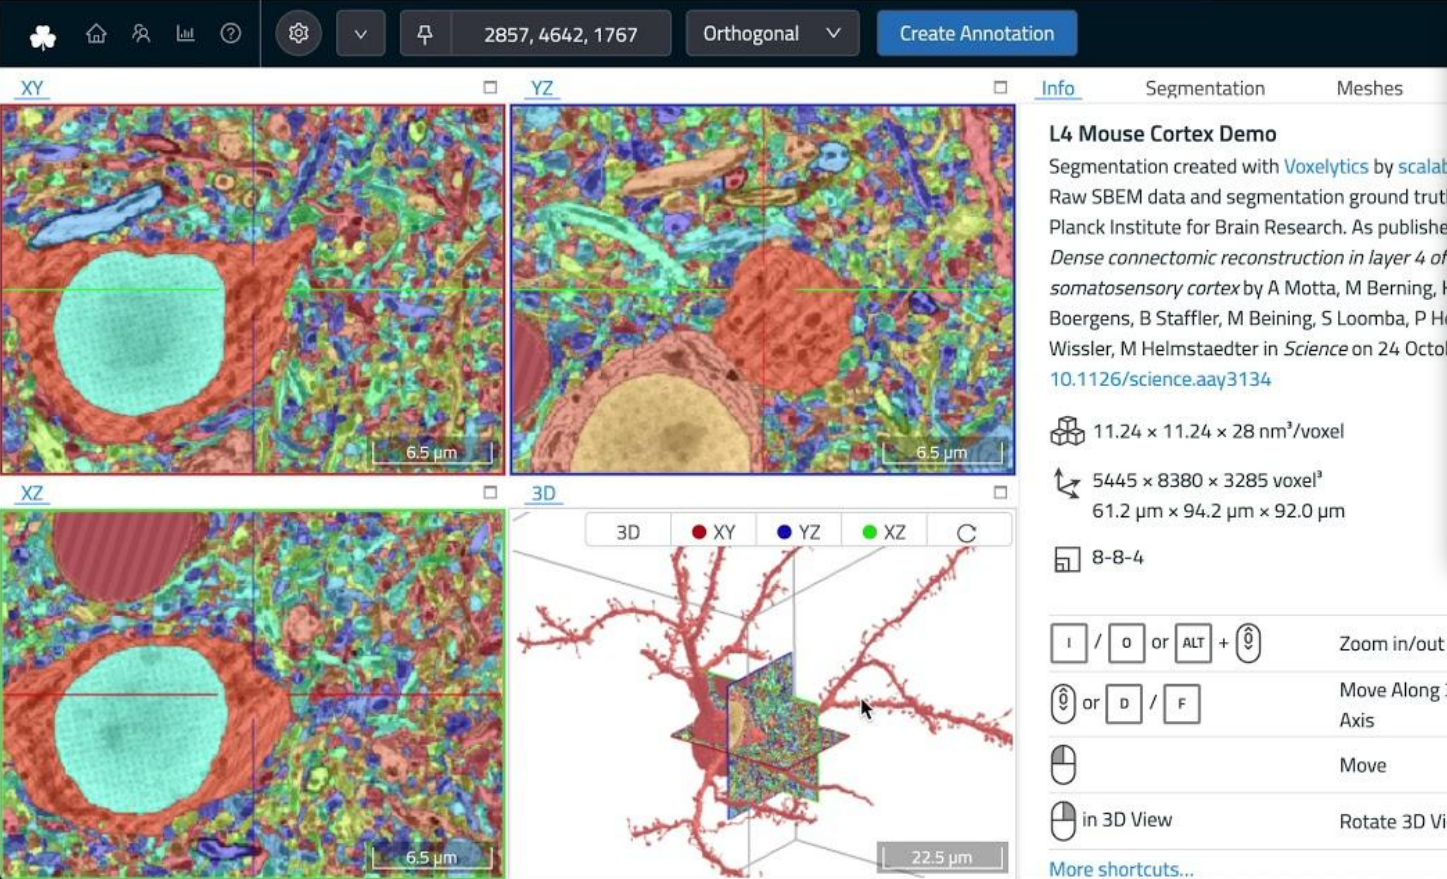 2857, 4642, 1767
Orthogonal
Create Annotation
XY
YZ
Info
Segmentation
Meshes
6.5 µm
6.5 µm
XZ
3D
3D
XY
YZ
XZ
6.5 µm
22.5 µm
L4 Mouse Cortex Demo
Segmentation created with Voxelytics by
Raw SBEM data and segmentation ground
Planck Institute for Brain Research. As
Dense connectomic reconstruction in layer 4 of
somatosensory cortex by A Motta, M Berning,
Boergens, B Staffler, M Beining, S Loomba, P
Wissler, M Helmstaedter in Science on 24
10.1126/science.aay3134
11.24 × 11.24 × 28 nm³/voxel
5445 × 8380 × 3285 voxel³
61.2 µm × 94.2 µm × 92.0 µm
8-8-4
I / O or ALT + Zoom in/out
or D / F Move Along
Axis
Move
in 3D View Rotate 3D
More shortcuts...